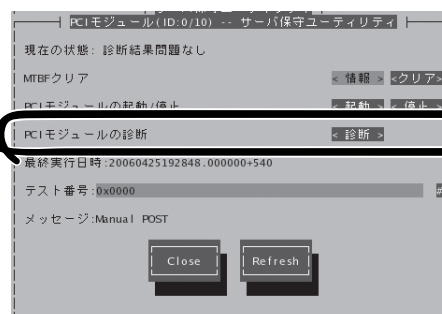 PCIモジュール(ID:0/10) -- サーバ保守ユーティリティ
現在の状態: 診断結果問題なし
MTBFクリア < 情報 > <クリア>
PCIモジュールの起動/停止 < 起動 > < 停止 >
PCIモジュールの診断 < 診断 >
最終実行日時:20060425192848.000000+540
テスト番号:0x0000 #
メッセージ:Manual POST
Close Refresh